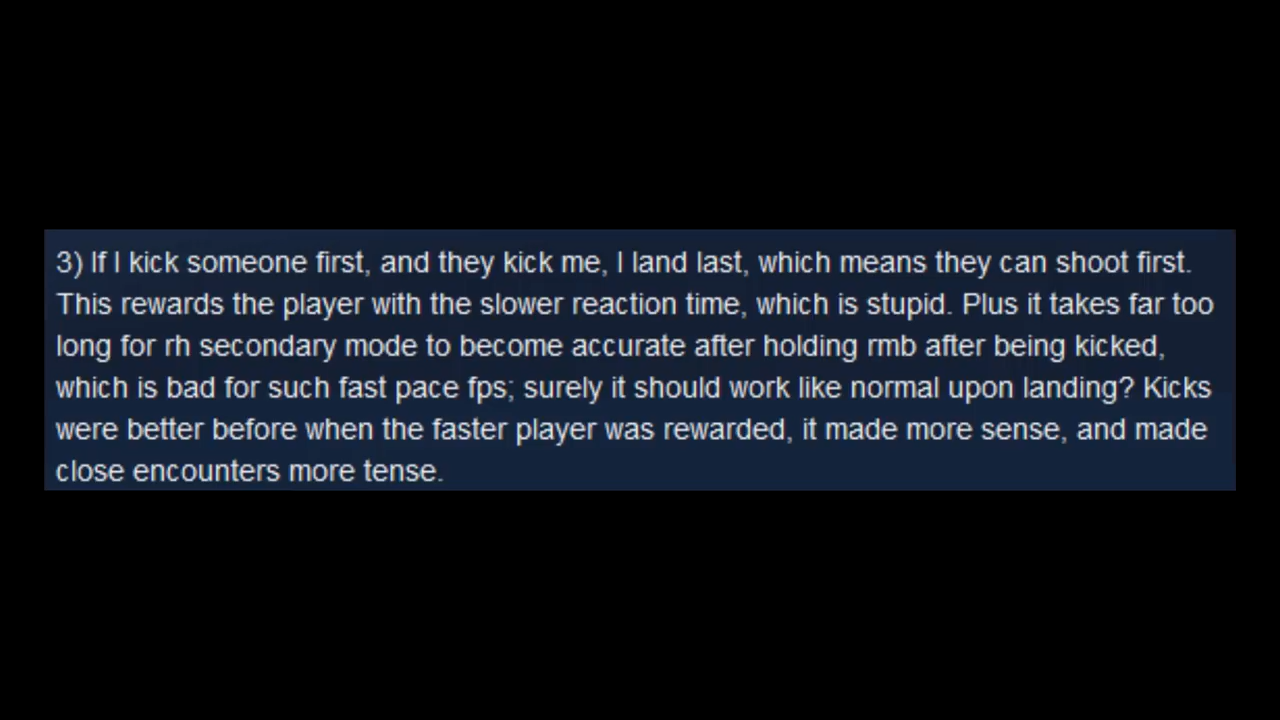 3) If I kick someone first, and they kick me, I land last, which means they can shoot first.
This rewards the player with the slower reaction time, which is stupid. Plus it takes far too
long for rh secondary mode to become accurate after holding rmb after being kicked,
which is bad for such fast pace fps; surely it should work like normal upon landing? Kicks
were better before when the faster player was rewarded, it made more sense, and made
close encounters more tense.